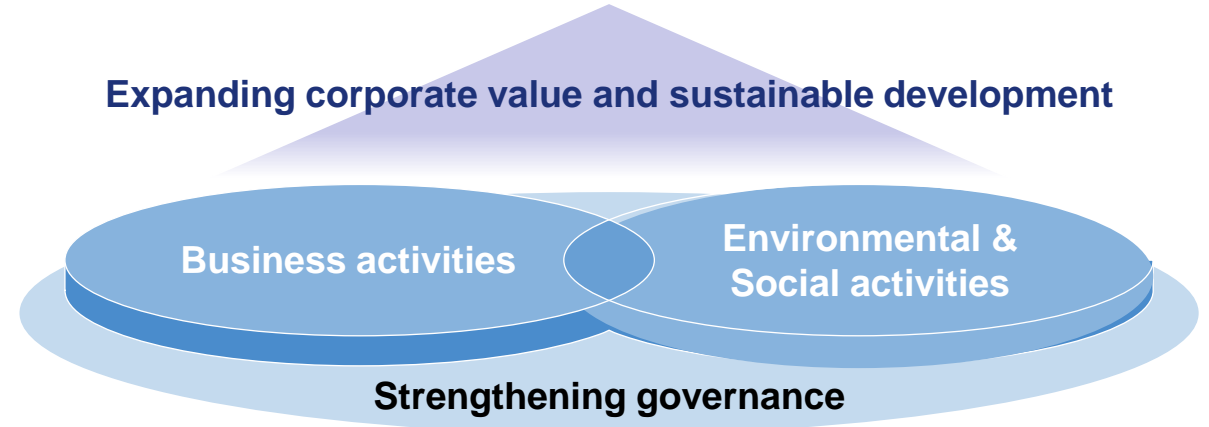 Expanding corporate value and sustainable development
Business activities
Environmental &
Social activities
Strengthening governance